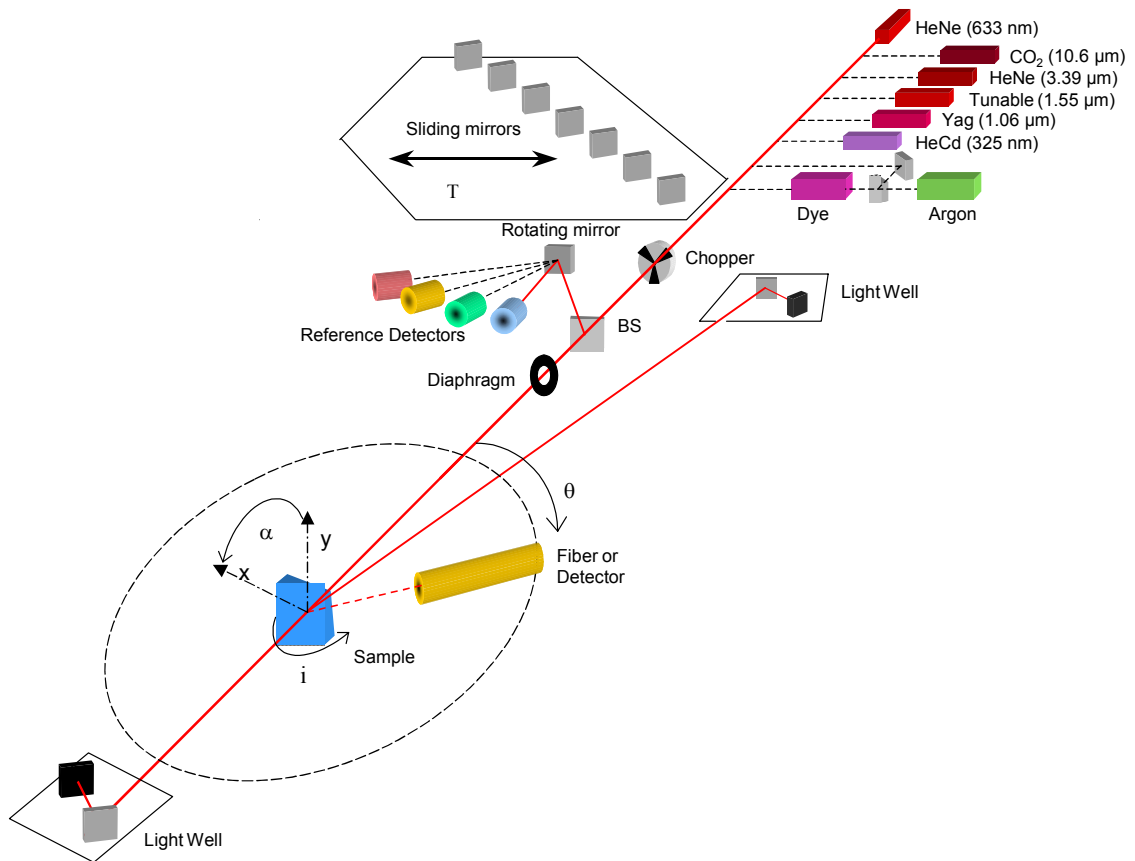 HeNe (633 nm)
CO2 (10.6 µm)
HeNe (3.39 µm)
Tunable (1.55 µm)
Yag (1.06 µm)
HeCd (325 nm)
Sliding mirrors
T
Dye
Argon
Rotating mirror
Chopper
Light Well
BS
Reference Detectors
Diaphragm
θ
α
y
x
Fiber or
Detector
Sample
i
Light Well